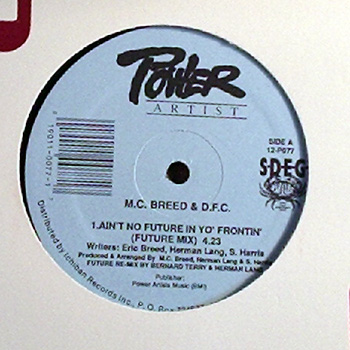 POWER
ARTIST
SIDE A
12-P077
SDEG
M.C. BREED & D.F.C.
1.AIN'T NO FUTURE IN YO' FRONTIN'
(FUTURE MIX) 4.23
Writers: Eric Breed, Herman Lang, S. Harris
Produced & Arranged By M.C. Breed, Herman Lang & S. Harris
FUTURE RE-MIX BY BERNARD TERRY & HERMAN LANG
Publisher:
Power Artists Music (BMI)
Distributed by Ichiban Records Inc., P.O. Box